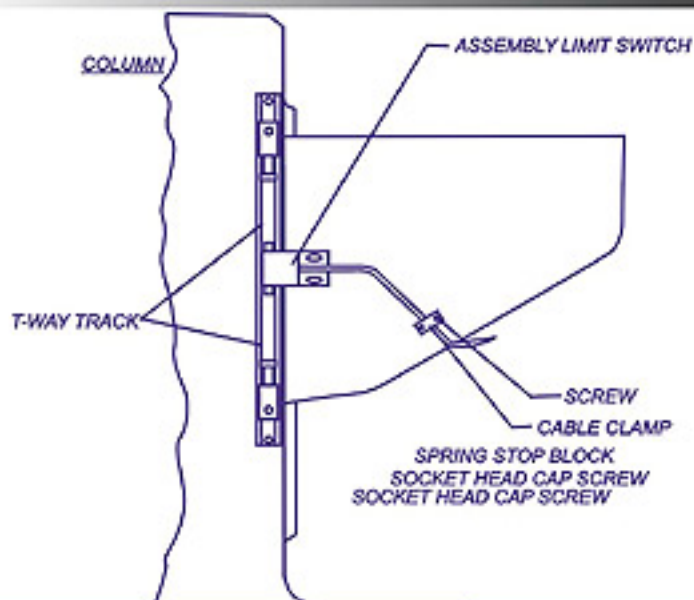 ASSEMBLY LIMIT SWITCH
COLUMN
T-WAY TRACK
SCREW
CABLE CLAMP
SPRING STOP BLOCK
SOCKET HEAD CAP SCREW
SOCKET HEAD CAP SCREW